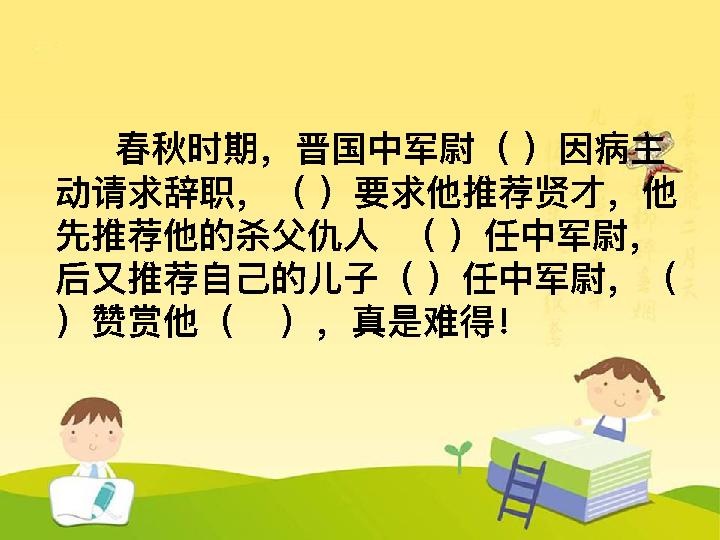 春秋时期，晋国中军尉（ ）因病主
动请求辞职，（ ）要求他推荐贤才，他
先推荐他的杀父仇人 （ ）任中军尉，
后又推荐自己的儿子（ ）任中军尉，（
）赞赏他（ ），真是难得！